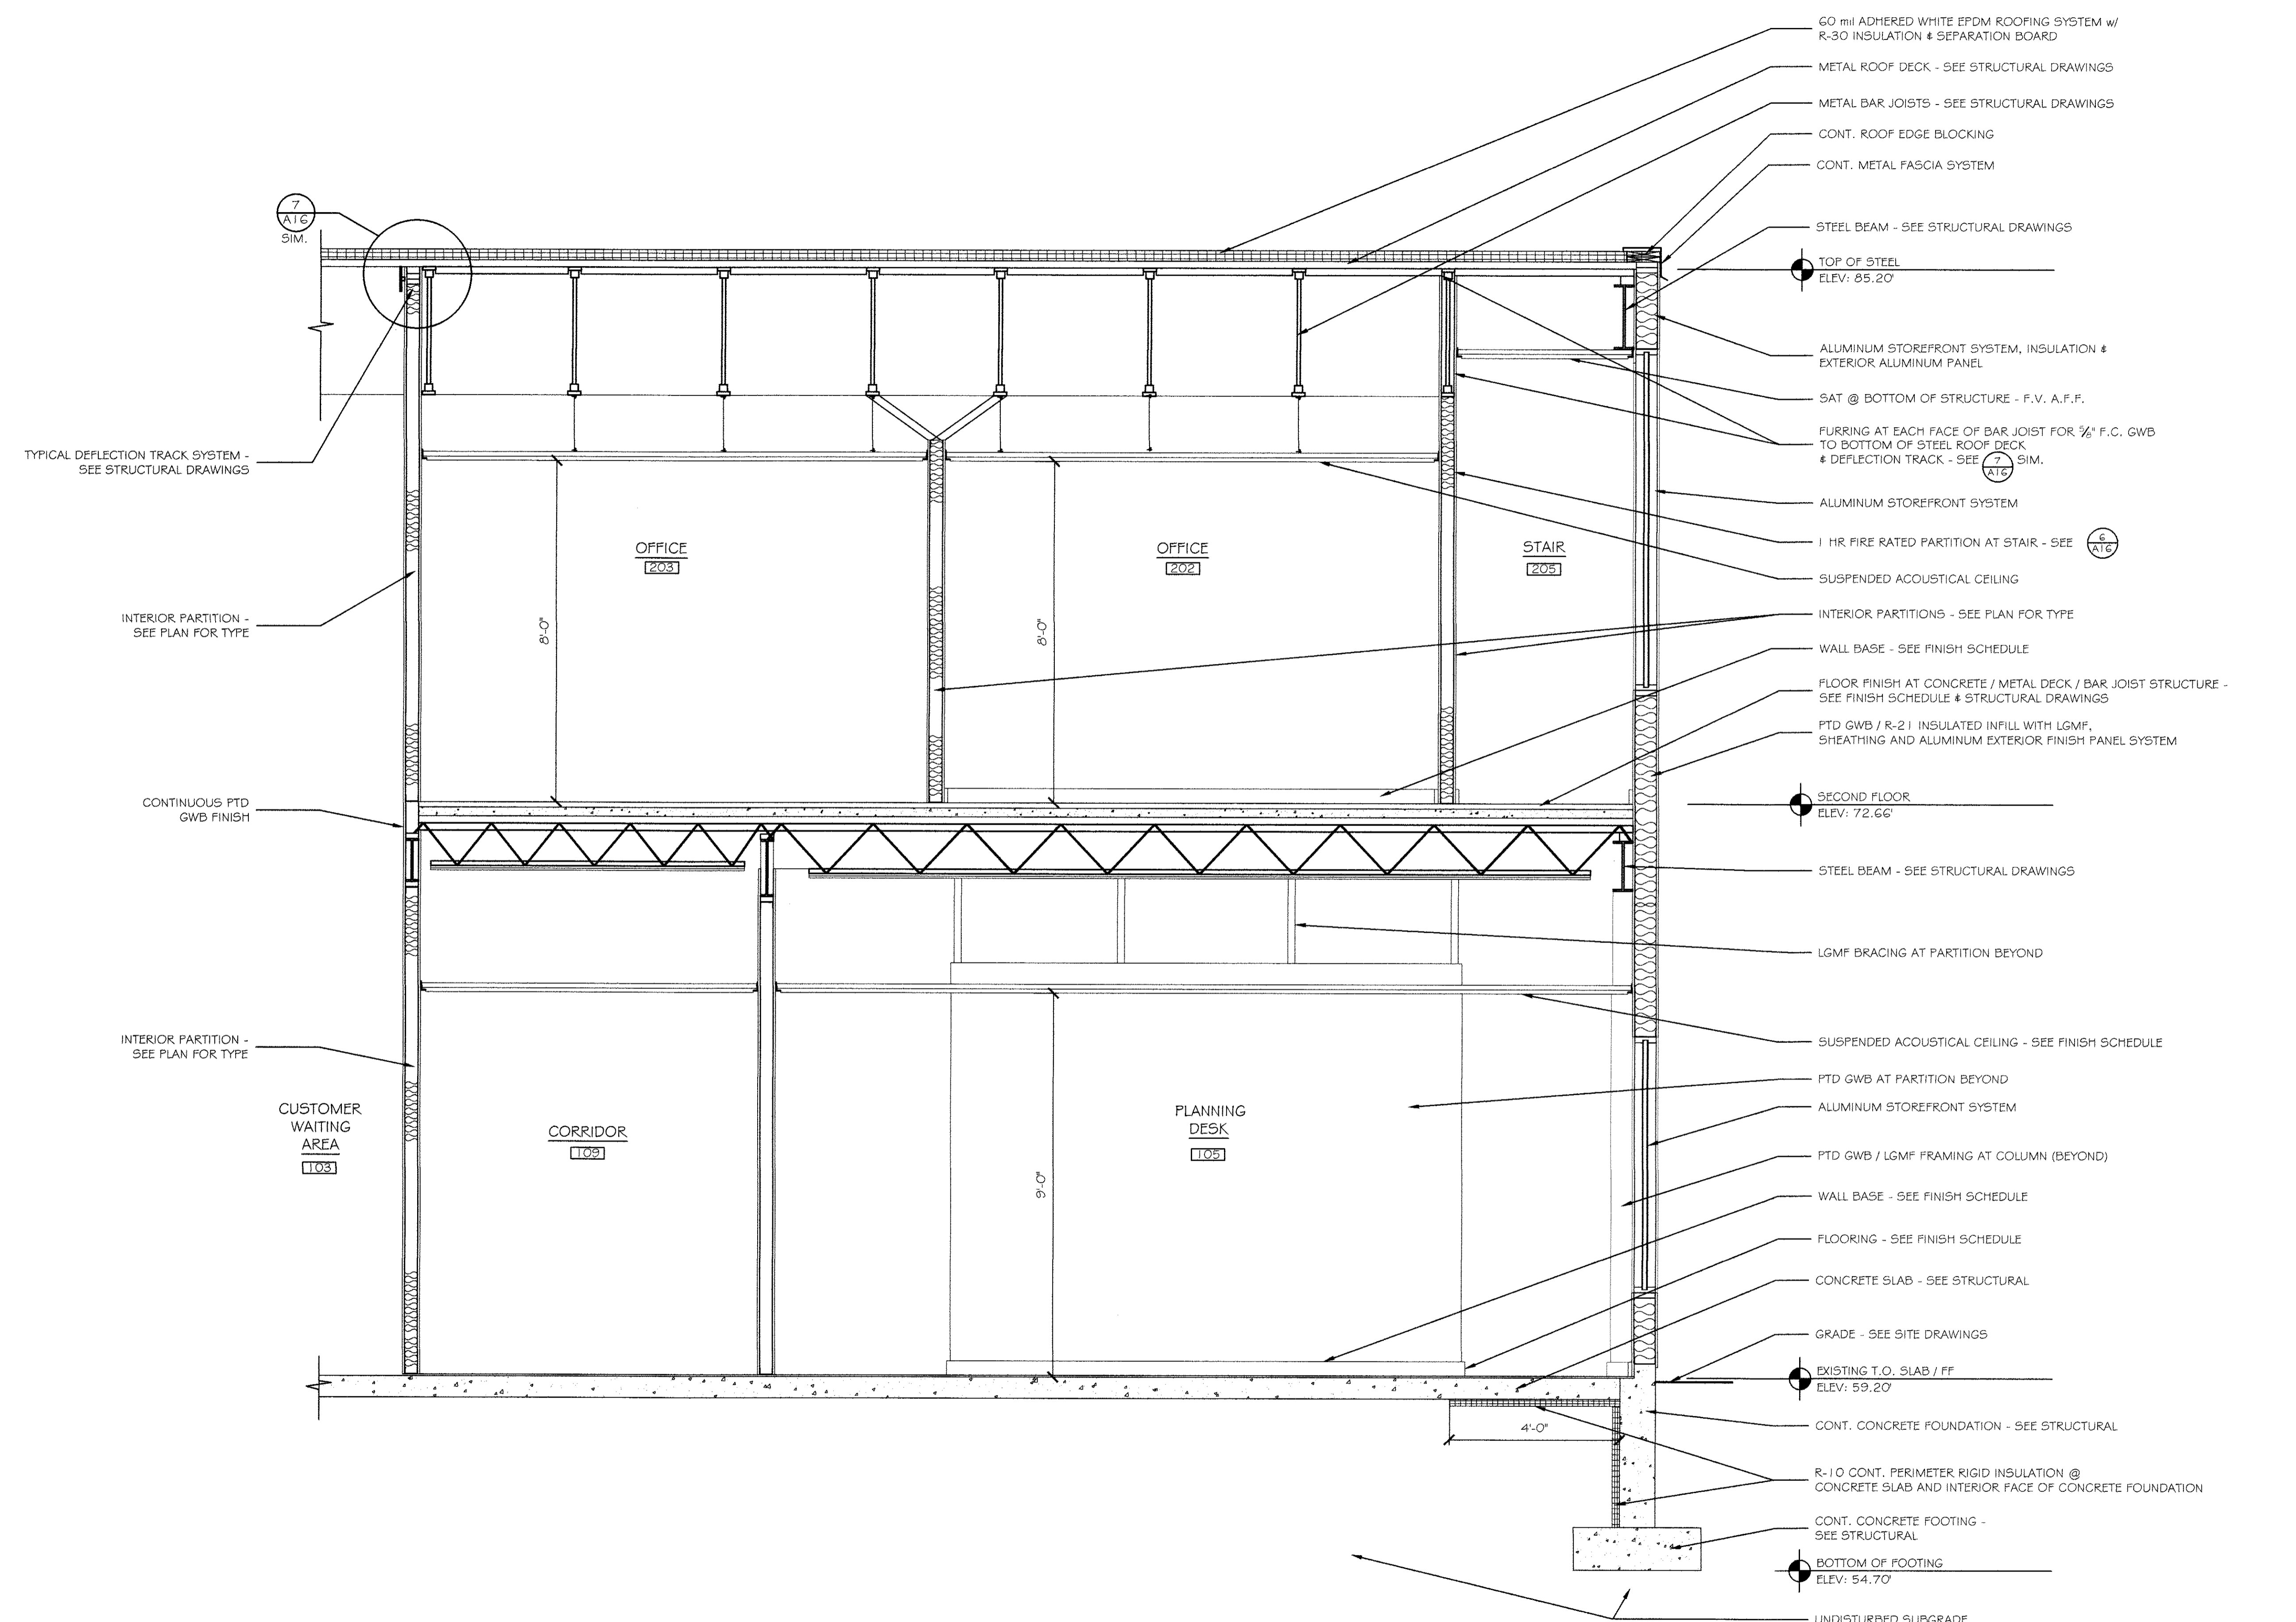 60 mil ADHERED WHITE EPDM ROOFING SYSTEM w/
R-30 INSULATION & SEPARATION BOARD
METAL ROOF DECK - SEE STRUCTURAL DRAWINGS
METAL BAR JOISTS - SEE STRUCTURAL DRAWINGS
CONT. ROOF EDGE BLOCKING
CONT. METAL FASCIA SYSTEM
7
A16
SIM.
STEEL BEAM - SEE STRUCTURAL DRAWINGS
TOP OF STEEL
ELEV: 85.20'
ALUMINUM STOREFRONT SYSTEM, INSULATION &
EXTERIOR ALUMINUM PANEL
SAT @ BOTTOM OF STRUCTURE - F.V. A.F.F.
FURRING AT EACH FACE OF BAR JOIST FOR 5/8" F.C. GWB
TO BOTTOM OF STEEL ROOF DECK
& DEFLECTION TRACK - SEE 7 A16 SIM.
TYPICAL DEFLECTION TRACK SYSTEM -
SEE STRUCTURAL DRAWINGS
ALUMINUM STOREFRONT SYSTEM
1 HR FIRE RATED PARTITION AT STAIR - SEE 6 A16
OFFICE
203
OFFICE
202
STAIR
205
SUSPENDED ACOUSTICAL CEILING
8'-0"
8'-0"
INTERIOR PARTITION -
SEE PLAN FOR TYPE
INTERIOR PARTITIONS - SEE PLAN FOR TYPE
WALL BASE - SEE FINISH SCHEDULE
FLOOR FINISH AT CONCRETE / METAL DECK / BAR JOIST STRUCTURE -
SEE FINISH SCHEDULE & STRUCTURAL DRAWINGS
PTD GWB / R-21 INSULATED INFILL WITH LGMF,
SHEATHING AND ALUMINUM EXTERIOR FINISH PANEL SYSTEM
CONTINUOUS PTD
GWB FINISH
SECOND FLOOR
ELEV: 72.66'
STEEL BEAM - SEE STRUCTURAL DRAWINGS
LGMF BRACING AT PARTITION BEYOND
INTERIOR PARTITION -
SEE PLAN FOR TYPE
SUSPENDED ACOUSTICAL CEILING - SEE FINISH SCHEDULE
PTD GWB AT PARTITION BEYOND
ALUMINUM STOREFRONT SYSTEM
CUSTOMER
WAITING
AREA
103
CORRIDOR
109
PLANNING
DESK
105
9'-0"
PTD GWB / LGMF FRAMING AT COLUMN (BEYOND)
WALL BASE - SEE FINISH SCHEDULE
FLOORING - SEE FINISH SCHEDULE
CONCRETE SLAB - SEE STRUCTURAL
GRADE - SEE SITE DRAWINGS
EXISTING T.O. SLAB / FF
ELEV: 59.20'
4'-0"
CONT. CONCRETE FOUNDATION - SEE STRUCTURAL
R-10 CONT. PERIMETER RIGID INSULATION @
CONCRETE SLAB AND INTERIOR FACE OF CONCRETE FOUNDATION
CONT. CONCRETE FOOTING -
SEE STRUCTURAL
BOTTOM OF FOOTING
ELEV: 54.70'
UNDISTURBED SUBGRADE